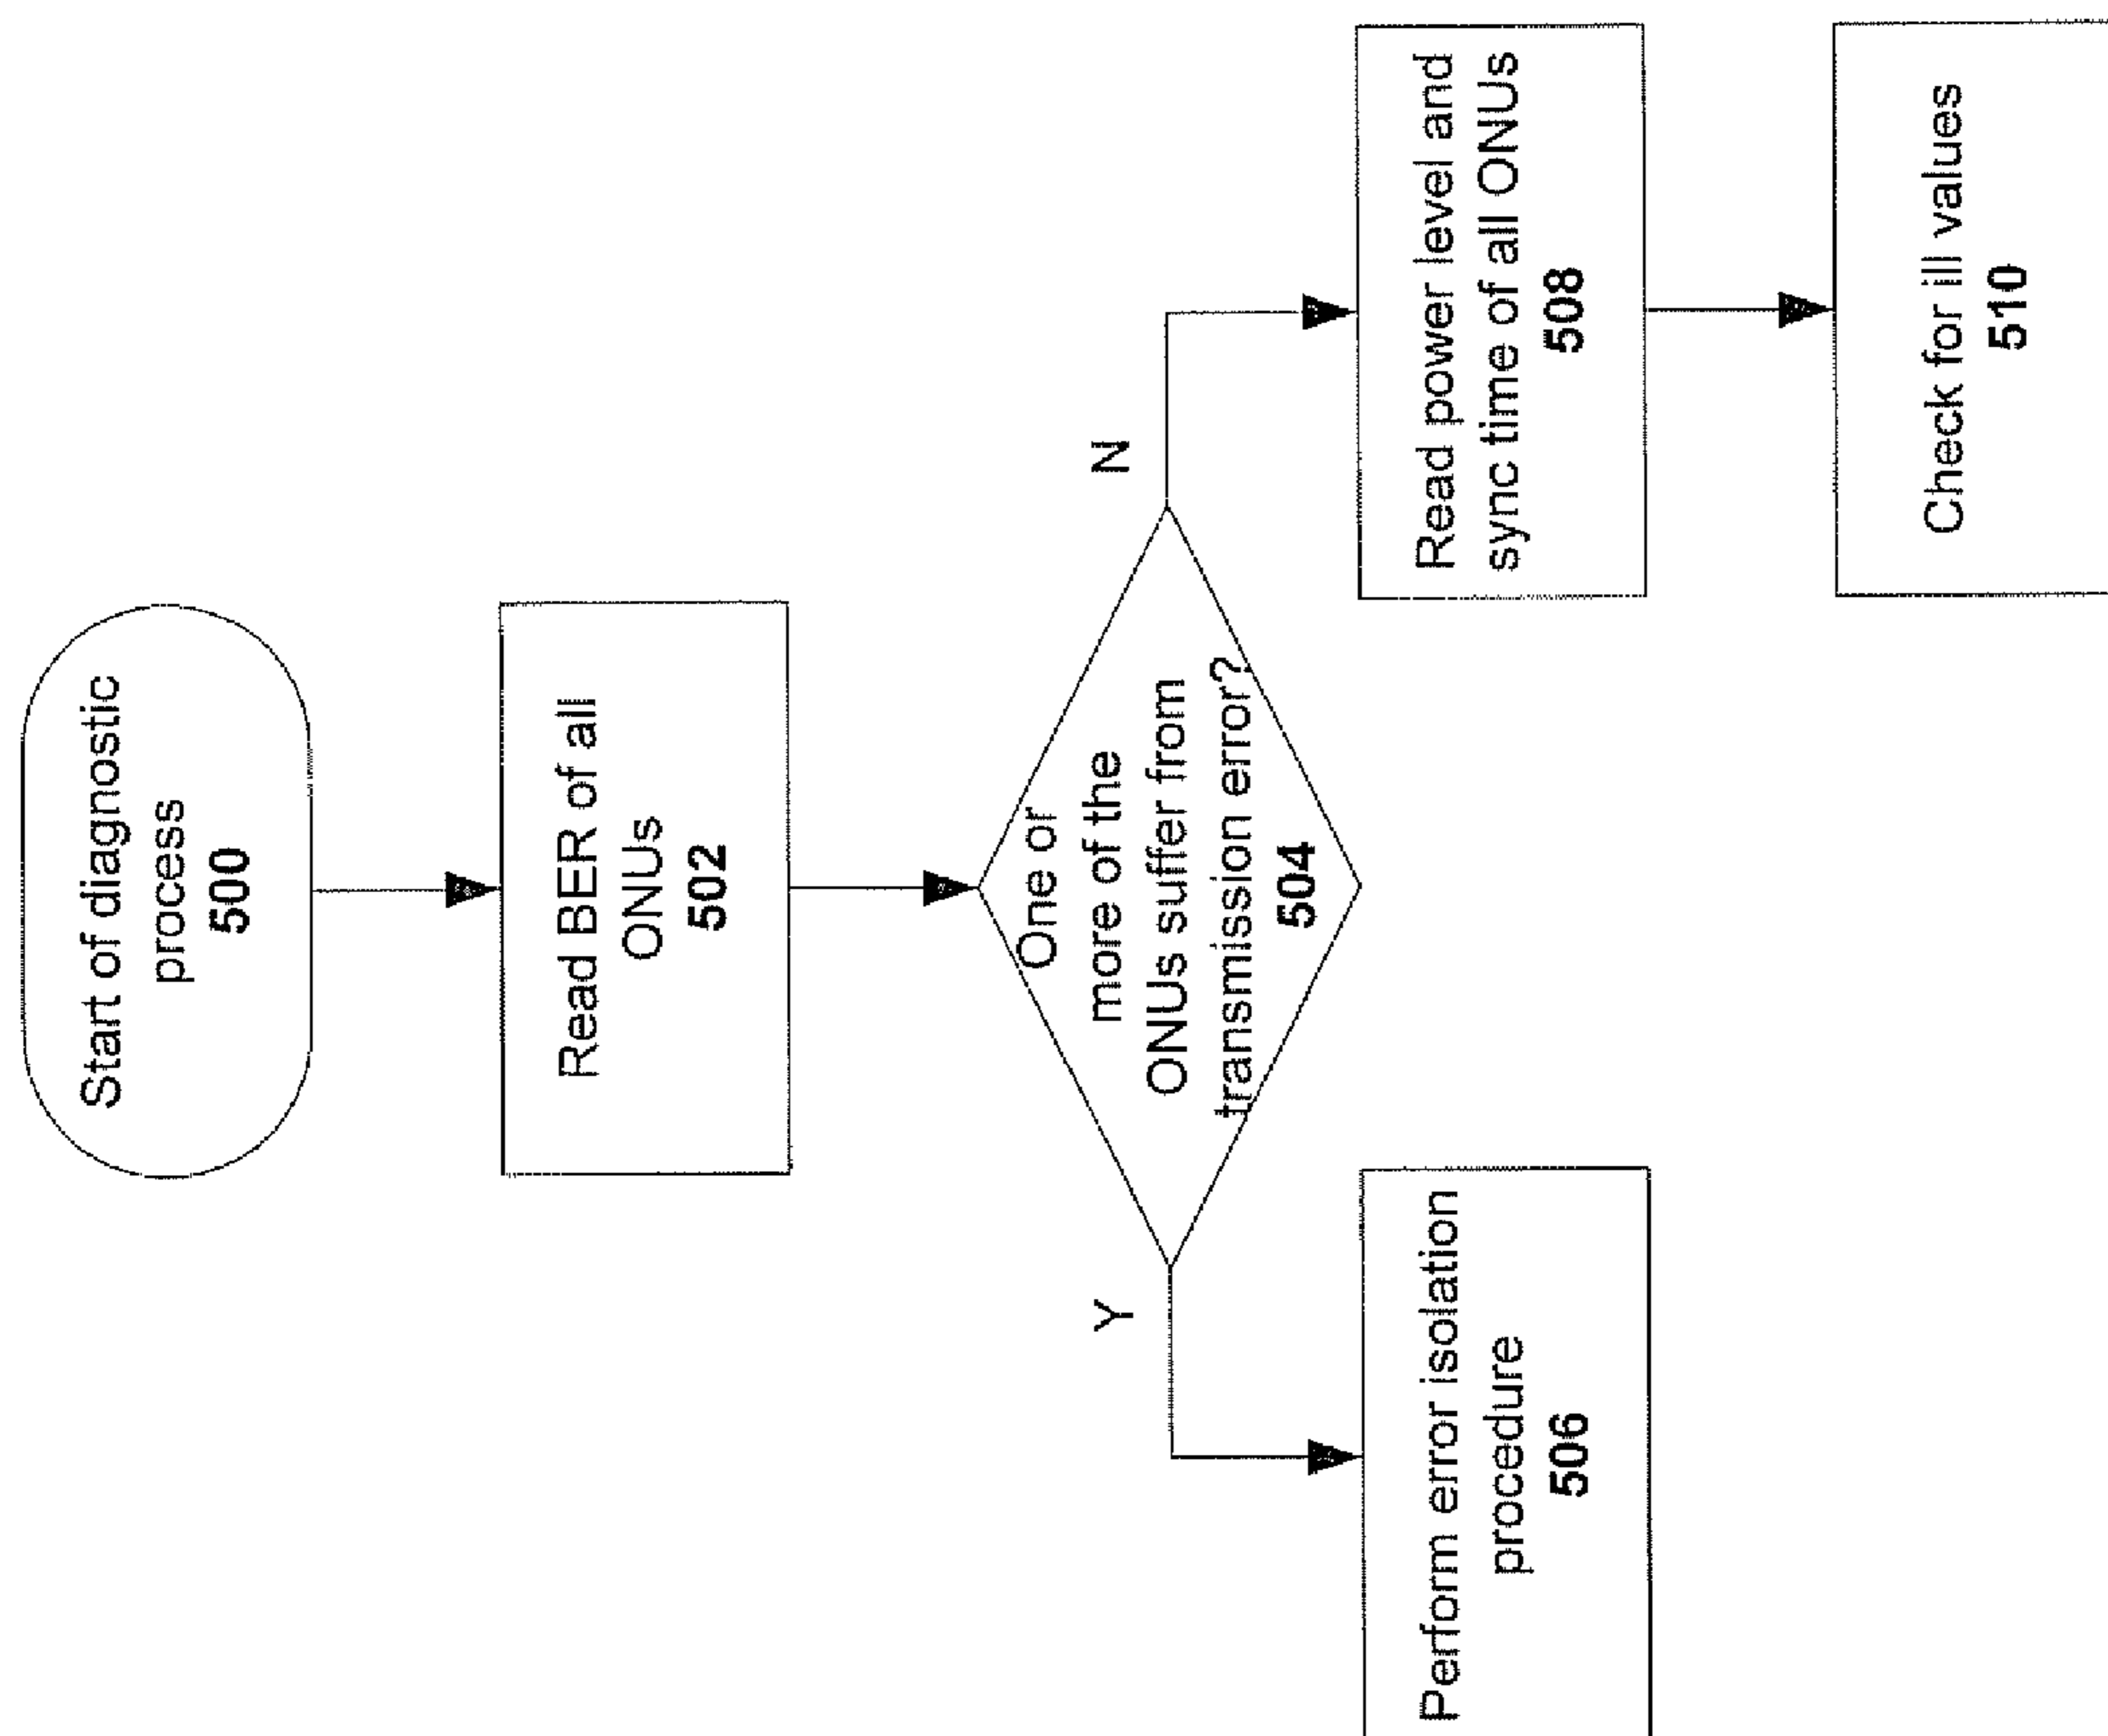 Start of diagnostic
process
500
Read BER of all
ONUs
502
One or
more of the
ONUs suffer from
transmission error?
504
Y
N
Perform error isolation
procedure
506
Read power level and
sync time of all ONUs
508
Check for ill values
510